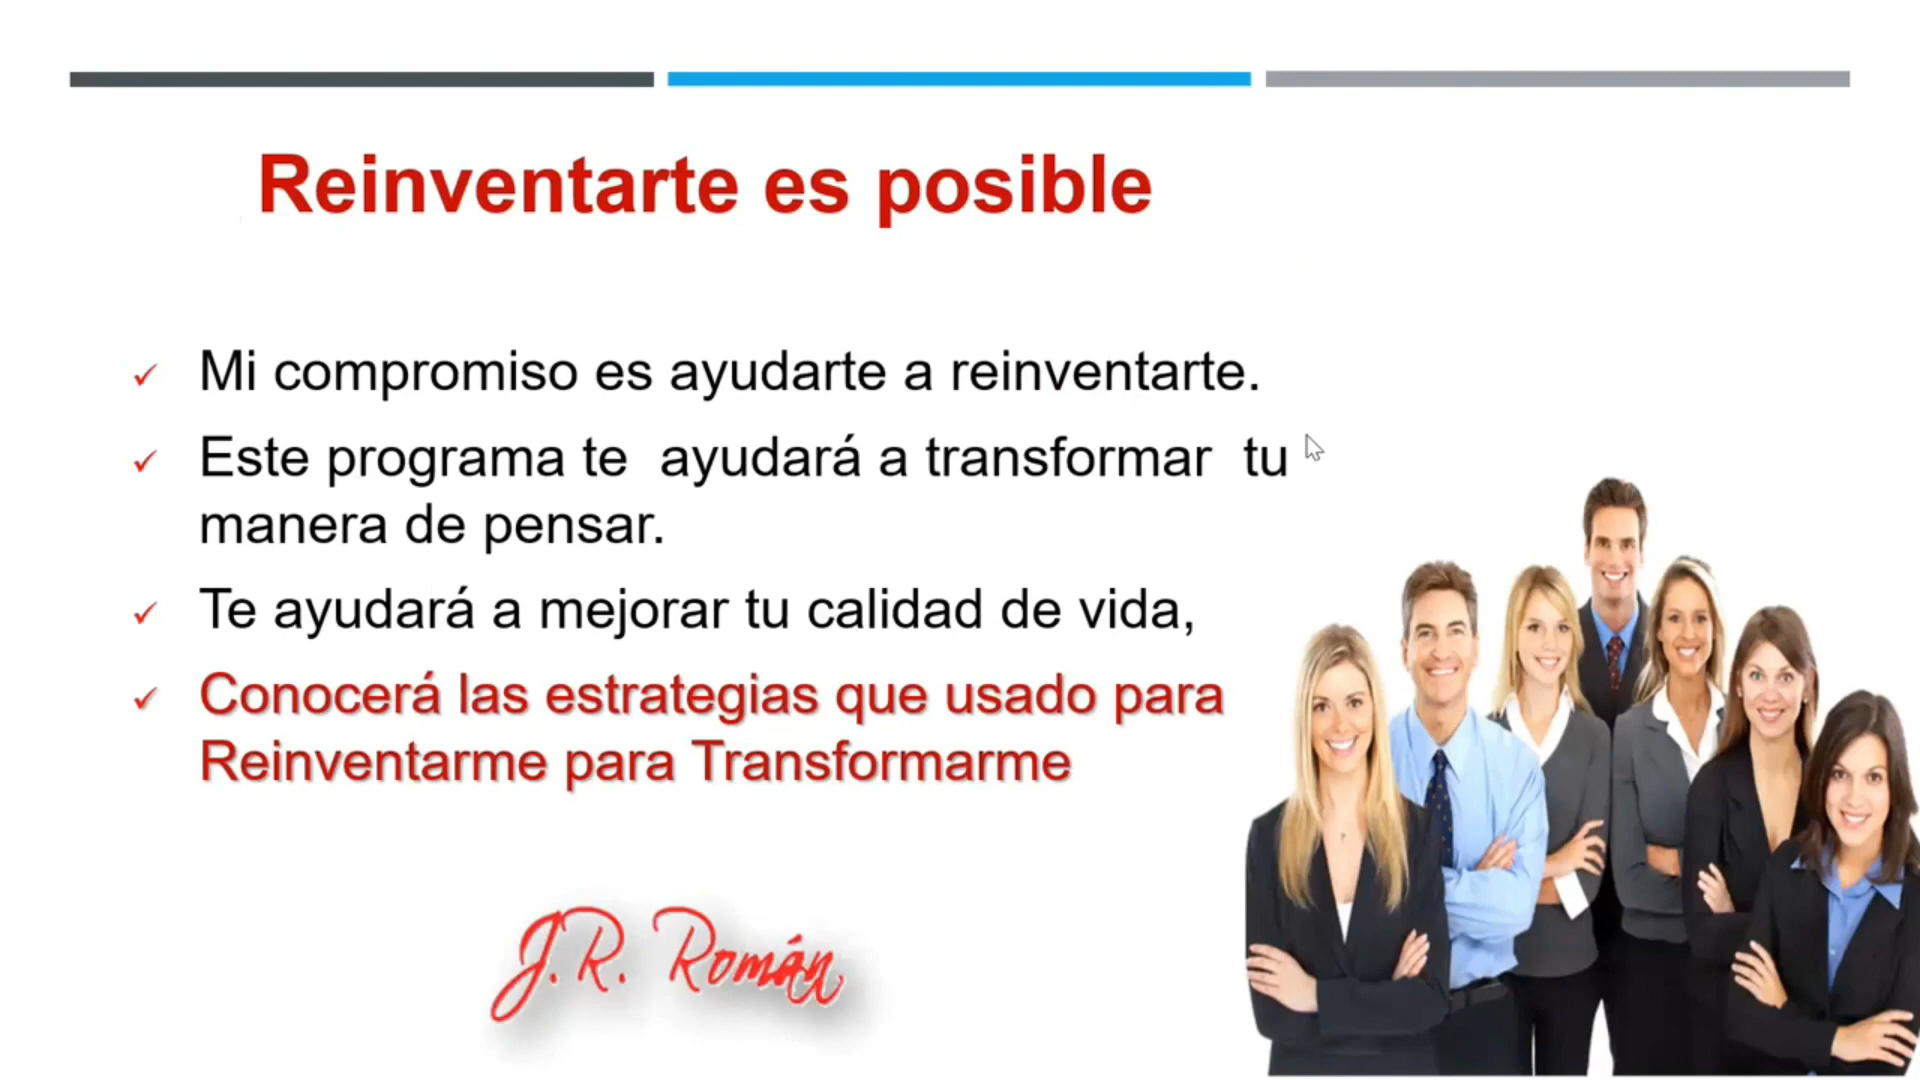 Reinventarte es posible
Mi compromiso es ayudarte a reinventarte.
Este programa te ayudará a transformar tu
manera de pensar.
Te ayudará a mejorar tu calidad de vida,
Conocerá las estrategias que usado para
Reinventarme para Transformarme
J.R. Román